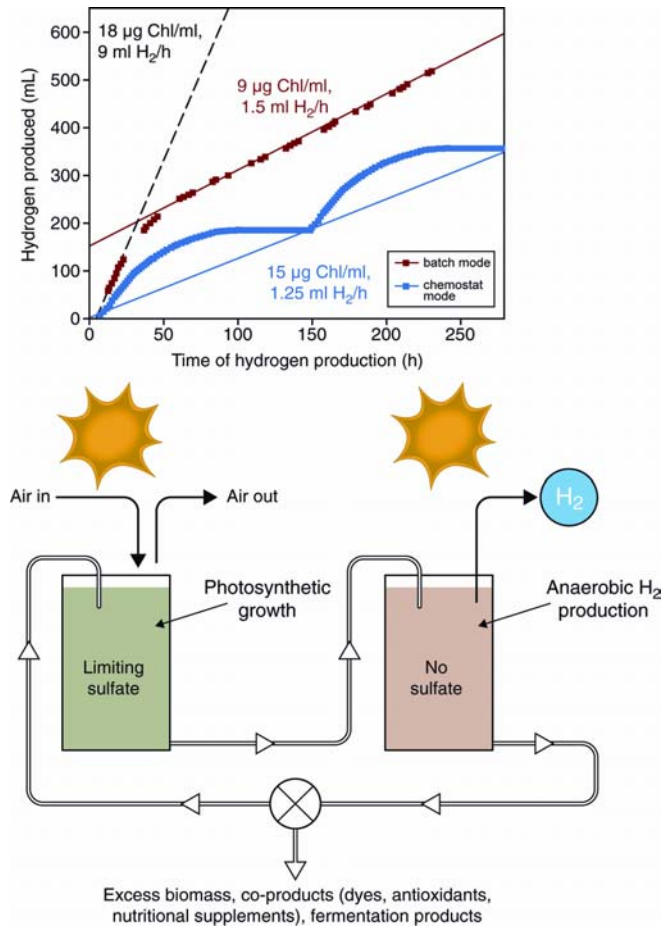 600
500
400
300
200
100
0
Hydrogen produced (mL)
18 µg Chl/ml,
9 ml H₂/h
9 µg Chl/ml,
1.5 ml H₂/h
15 µg Chl/ml,
1.25 ml H₂/h
batch mode
chemostat
mode
0 50 100 150 200 250
Time of hydrogen production (h)
Air in
Air out
H₂
Photosynthetic
growth
Anaerobic H₂
production
Limiting
sulfate
No
sulfate
Excess biomass, co-products (dyes, antioxidants,
nutritional supplements), fermentation products